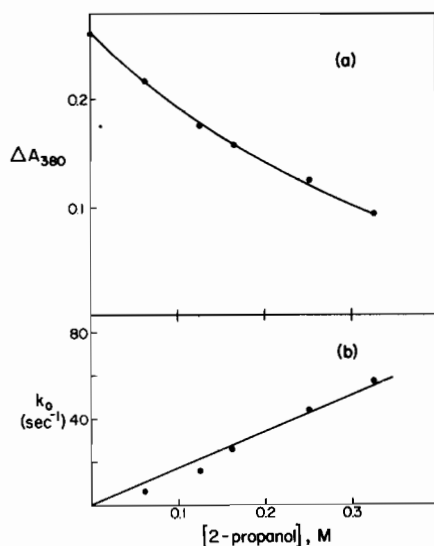 (a)
0.2
ΔA380
0.1
80
(b)
k0
(sec-1)
40
0.1
0.2
0.3
[2-propanol], M